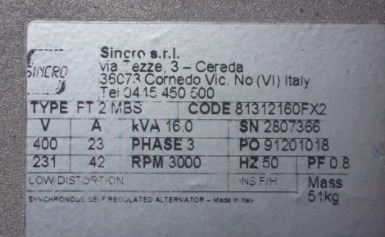 Sincro s.r.l.
via Tezze, 3 - Cereda
36073 Cornedo Vic. No (VI) Italy
Tel 0445 450 500
SINCRO
TYPE FT 2 MBS CODE 81312160FX2
V A kVA 16.0 SN 2807366
400 23 PHASE 3 PO 91201018
231 42 RPM 3000 HZ 50 PF 0.8
LOW DISTORTION INS F/H Mass
51kg
SYNCHRONOUS SELF REGULATED ALTERNATOR - Made in Italy